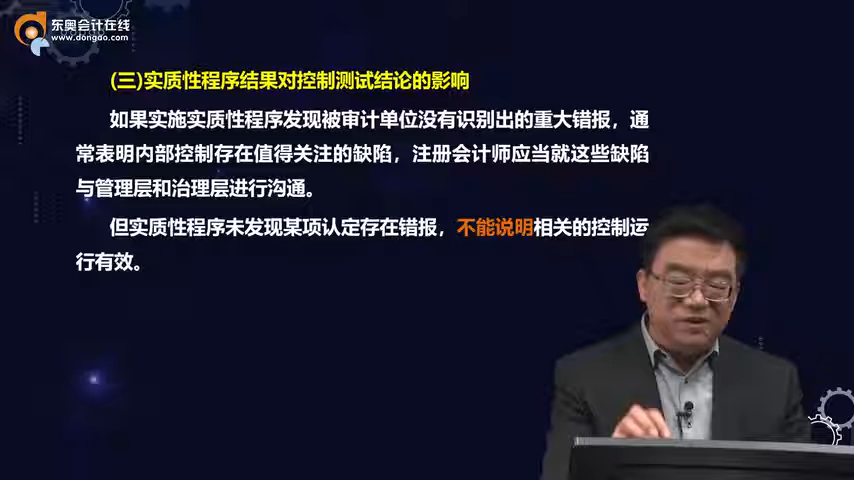 东奥会计在线
www.dongao.com
(三)实质性程序结果对控制测试结论的影响
如果实施实质性程序发现被审计单位没有识别出的重大错报，通
常表明内部控制存在值得关注的缺陷，注册会计师应当就这些缺陷
与管理层和治理层进行沟通。
但实质性程序未发现某项认定存在错报，不能说明相关的控制运
行有效。